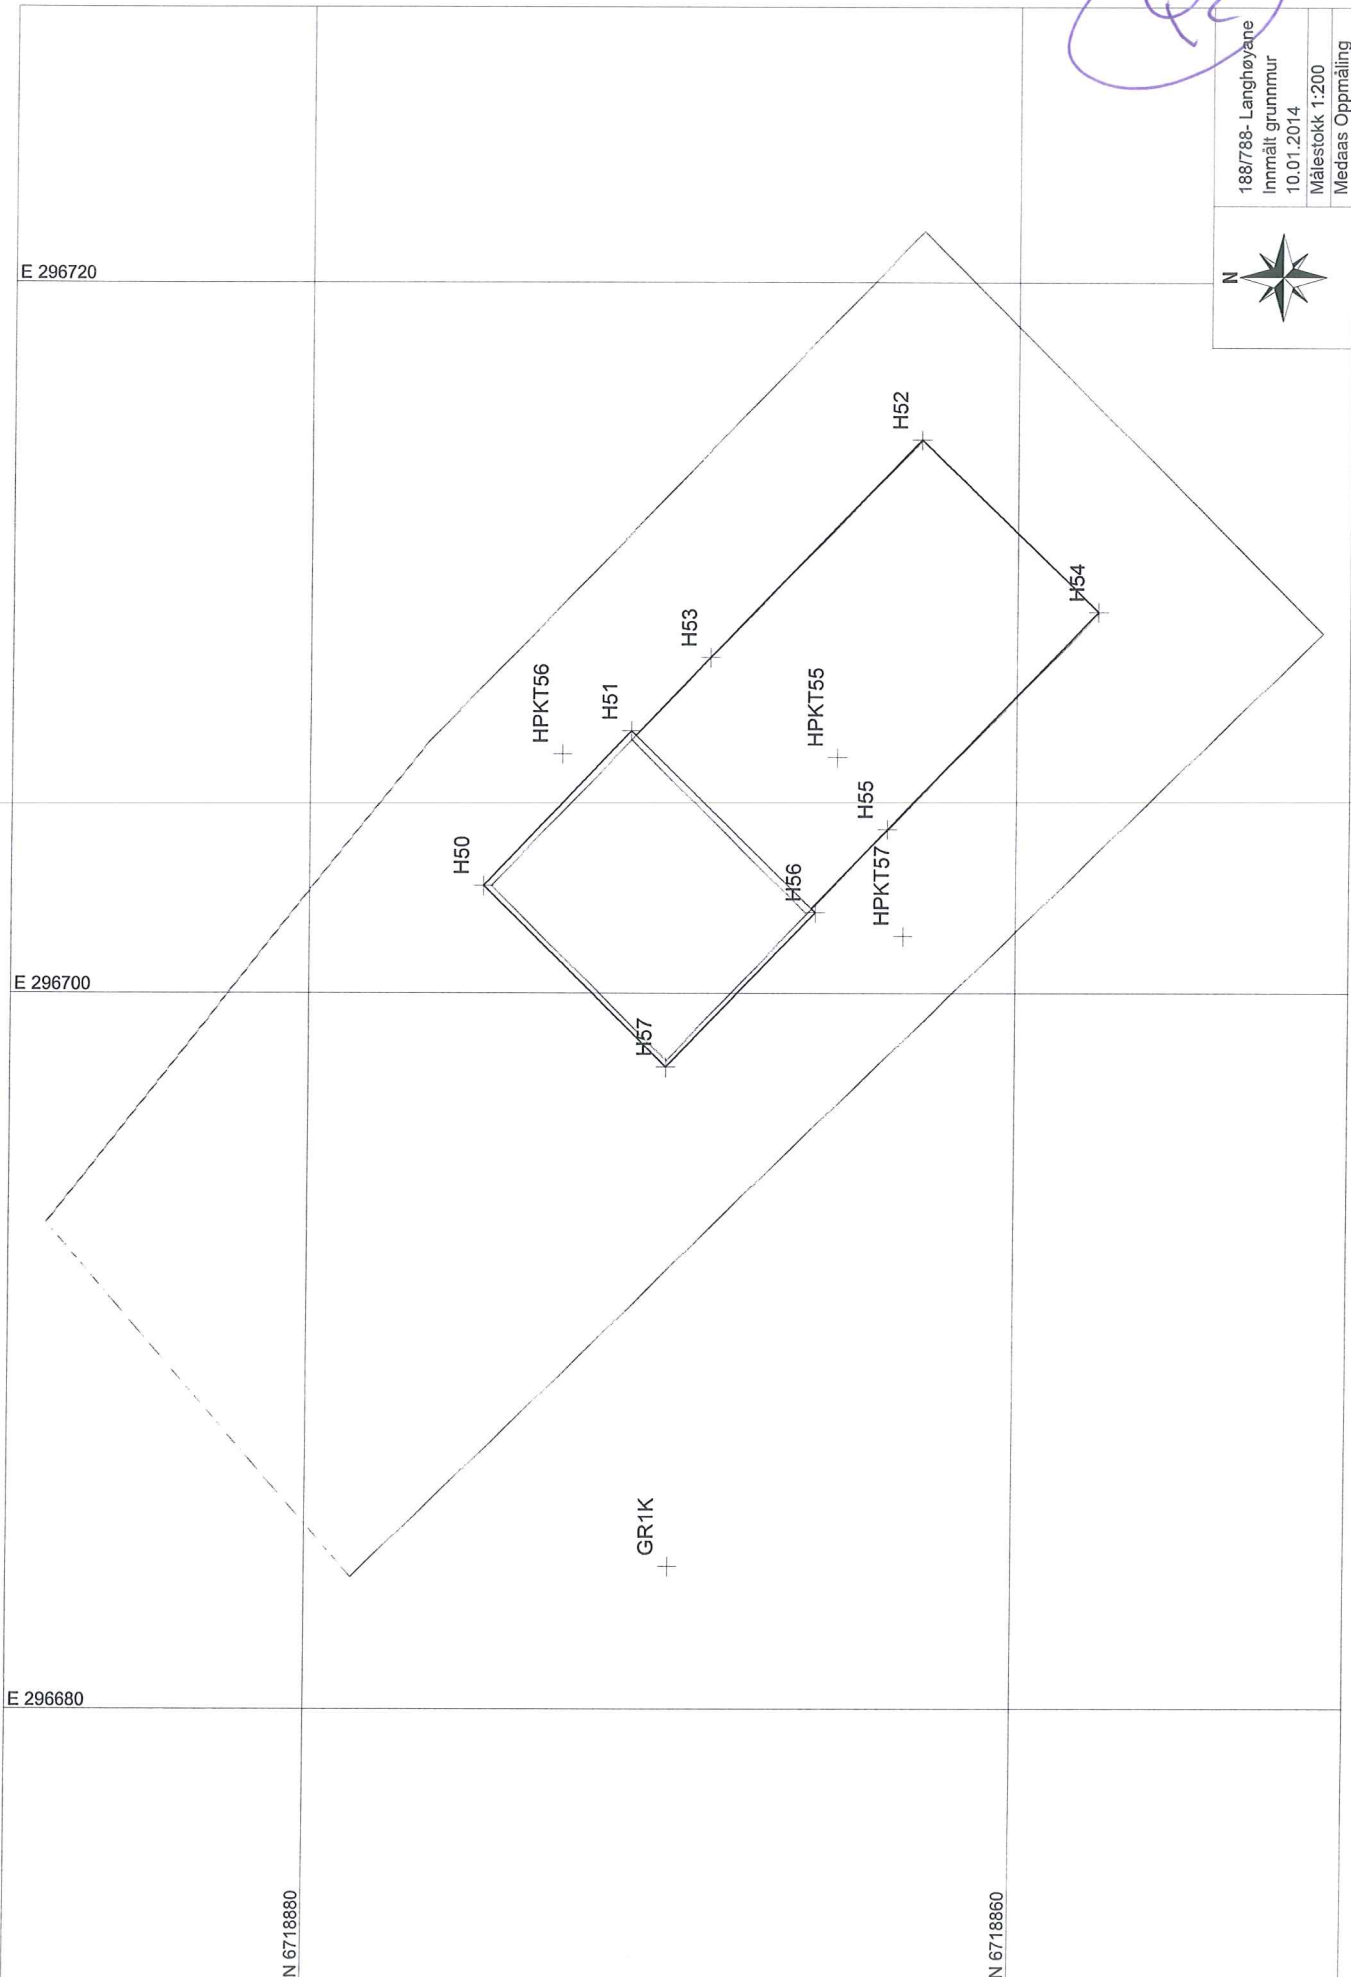 188/788- Langhøyane
Innmålt grunnmur
10.01.2014
Målestokk 1:200
Medaas Oppmåling
N
E 296720
H52
H54
H53
HPKT56
H51
HPKT55
H55
H50
H56
HPKT57
E 296700
H57
GR1K
E 296680
N 6718880
N 6718860